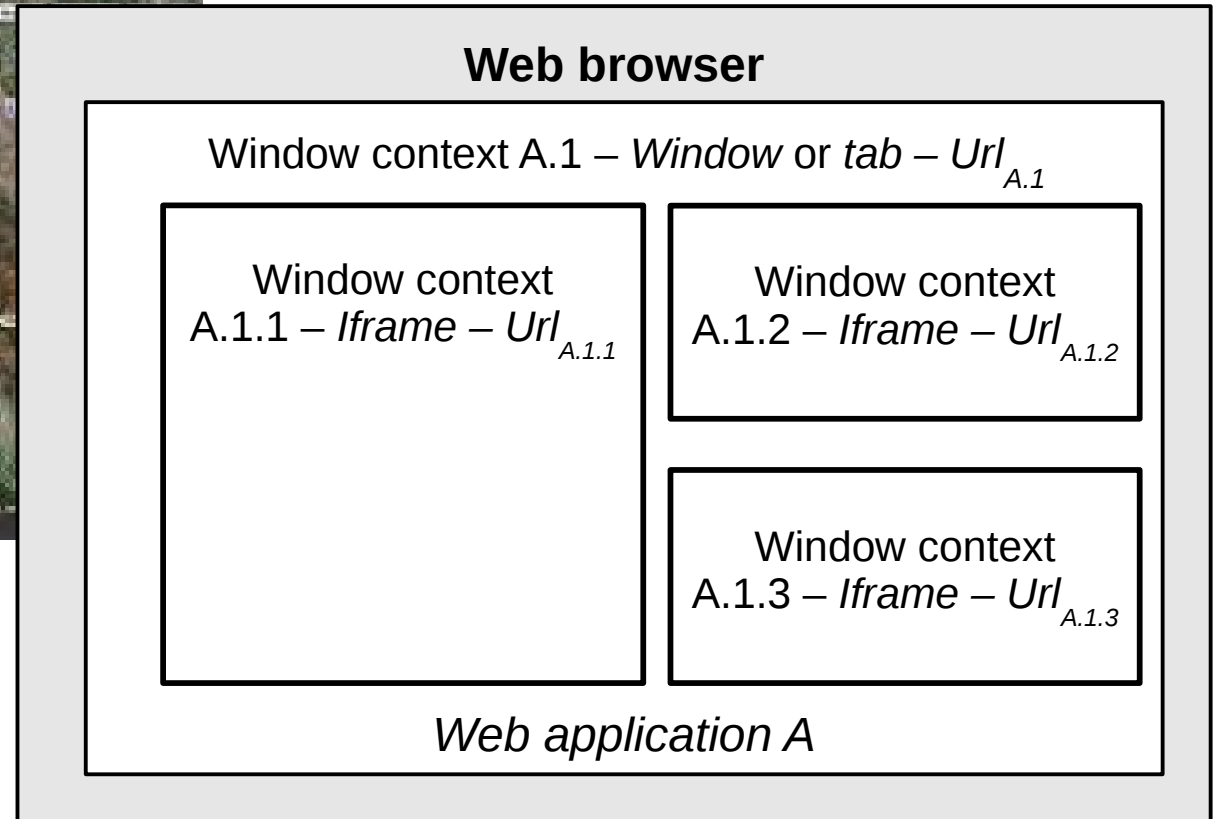 Web browser
Window context A.1 – Window or tab – Url A.1
Window context
A.1.1 – Iframe – Url A.1.1
Window context
A.1.2 – Iframe – Url A.1.2
Window context
A.1.3 – Iframe – Url A.1.3
Web application A